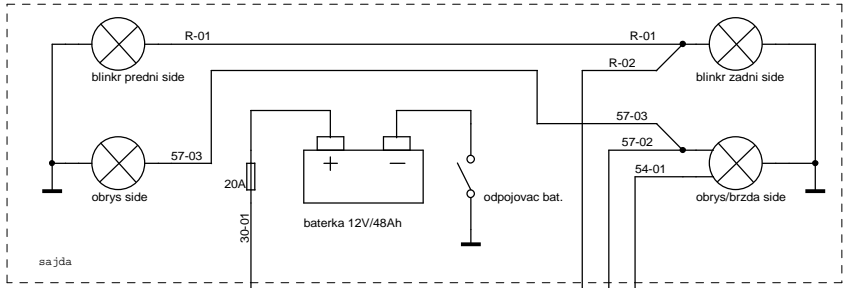 R-01
R-01
R-02
blinkr predni side
blinkr zadni side
57-03
57-02
57-03
54-01
20A
30-01
+
—
obrys side
baterka 12V/48Ah
odpojovac bat.
obrys/brzda side
sajda